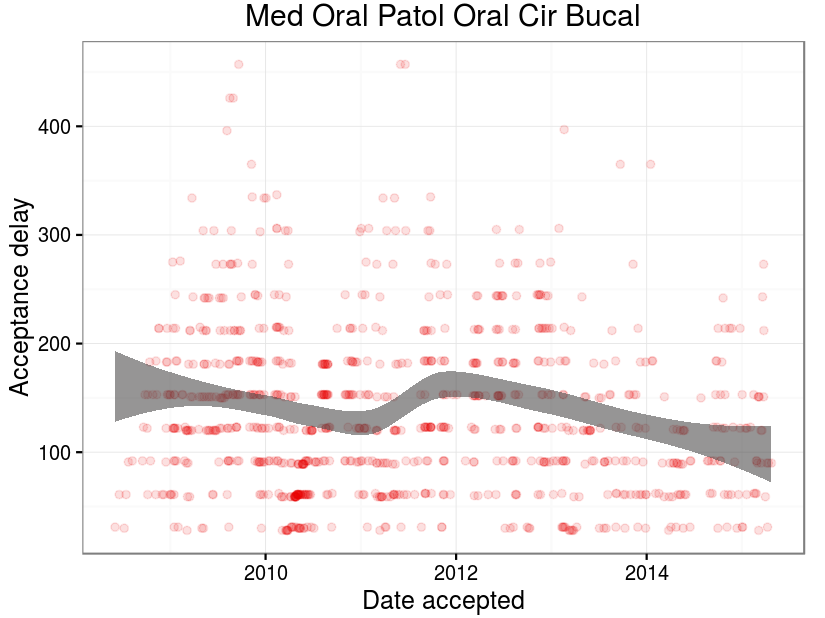 Med Oral Patol Oral Cir Bucal
Acceptance delay
400
300
200
100
2010 2012 2014
Date accepted